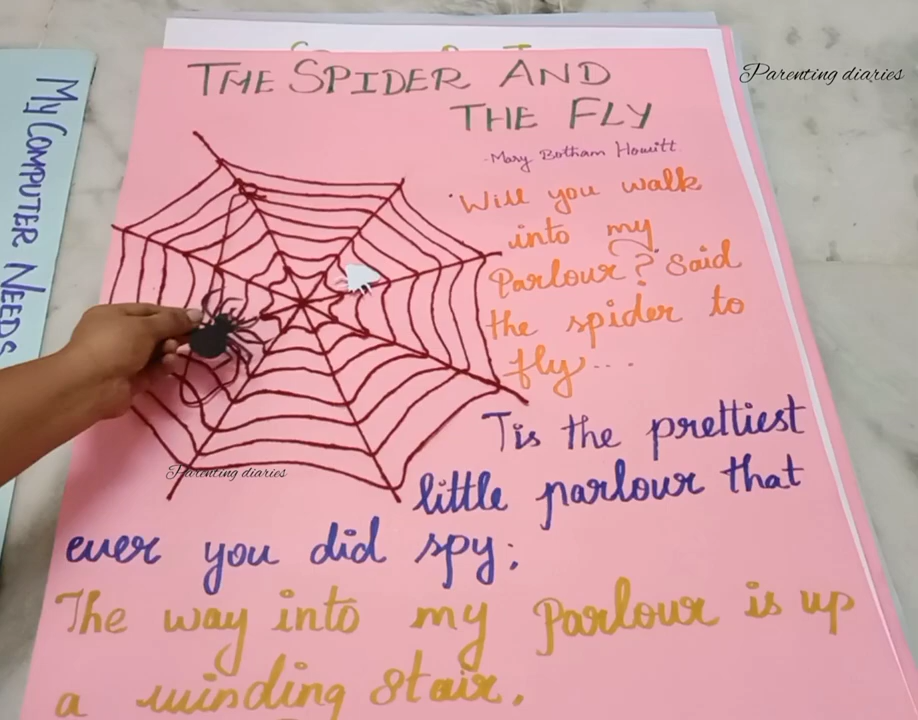 Parenting diaries
THE SPIDER AND
THE FLY
-Mary Botham Howitt
Will you walk
into my
Parlour? Said
the spider to
fly...
Tis the prettiest
little parlour that
ever you did spy;
The way into my Parlour is up
a winding stair,
Parenting diaries
MY COMPUTER NEEDS